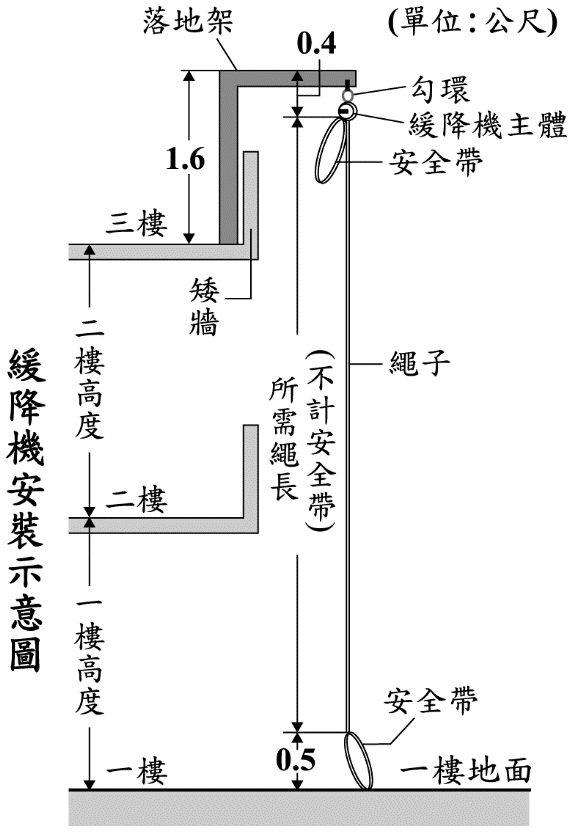 落地架
0.4
(單位：公尺)
勾環
緩降機主體
安全帶
1.6
三樓
矮牆
二樓高度
繩子
所需繩長
(不計安全帶)
緩降機安裝示意圖
二樓
一樓高度
安全帶
0.5
一樓
一樓地面